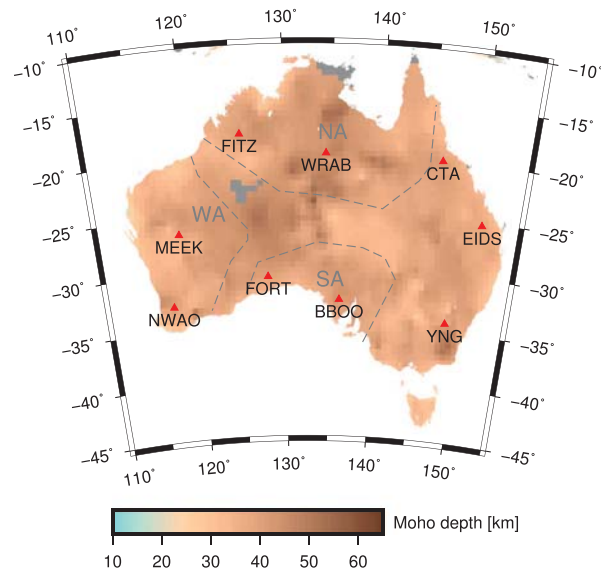 110˚ 120˚ 130˚ 140˚ 150˚
−10˚ −10˚
−15˚ −15˚
−20˚ −20˚
−25˚ −25˚
−30˚ −30˚
−35˚ −35˚
−40˚ −40˚
−45˚ −45˚
NA
FITZ
WRAB
CTA
WA
MEEK
EIDS
SA
FORT
BBOO
NWAO
YNG
110˚ 120˚ 130˚ 140˚ 150˚
Moho depth [km]
10 20 30 40 50 60